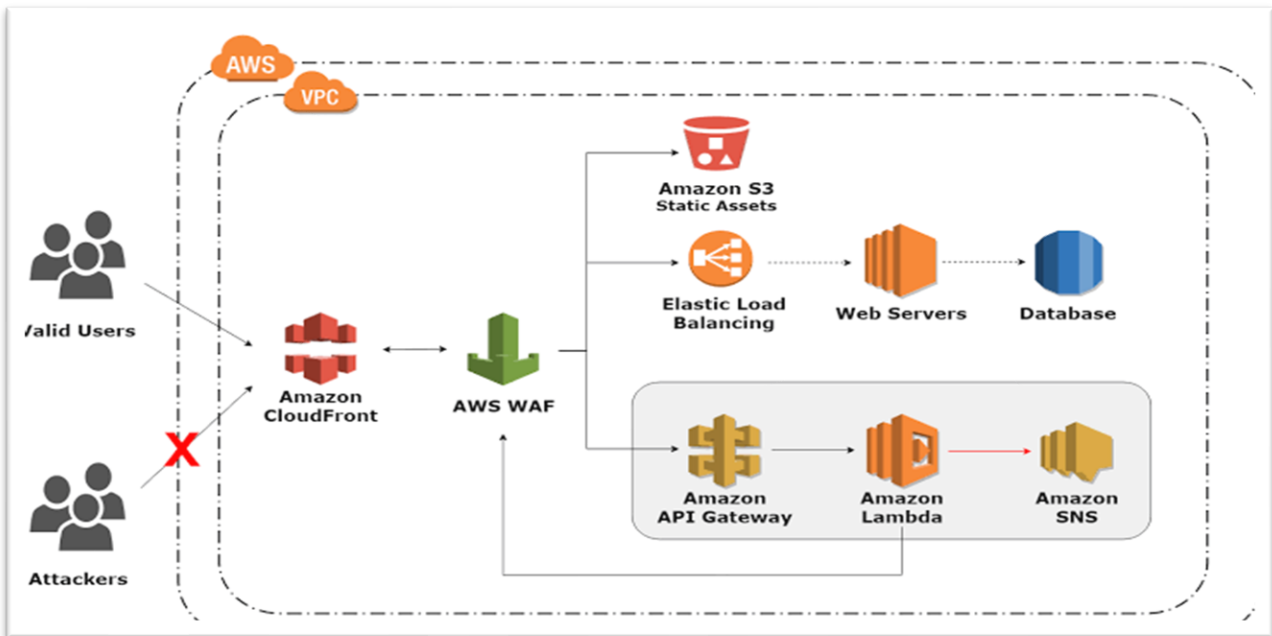 AWS
VPC
Amazon S3
Static Assets
Valid Users
Elastic Load
Balancing
Web Servers
Database
Amazon
CloudFront
AWS WAF
X
Amazon
API Gateway
Amazon
Lambda
Amazon
SNS
Attackers